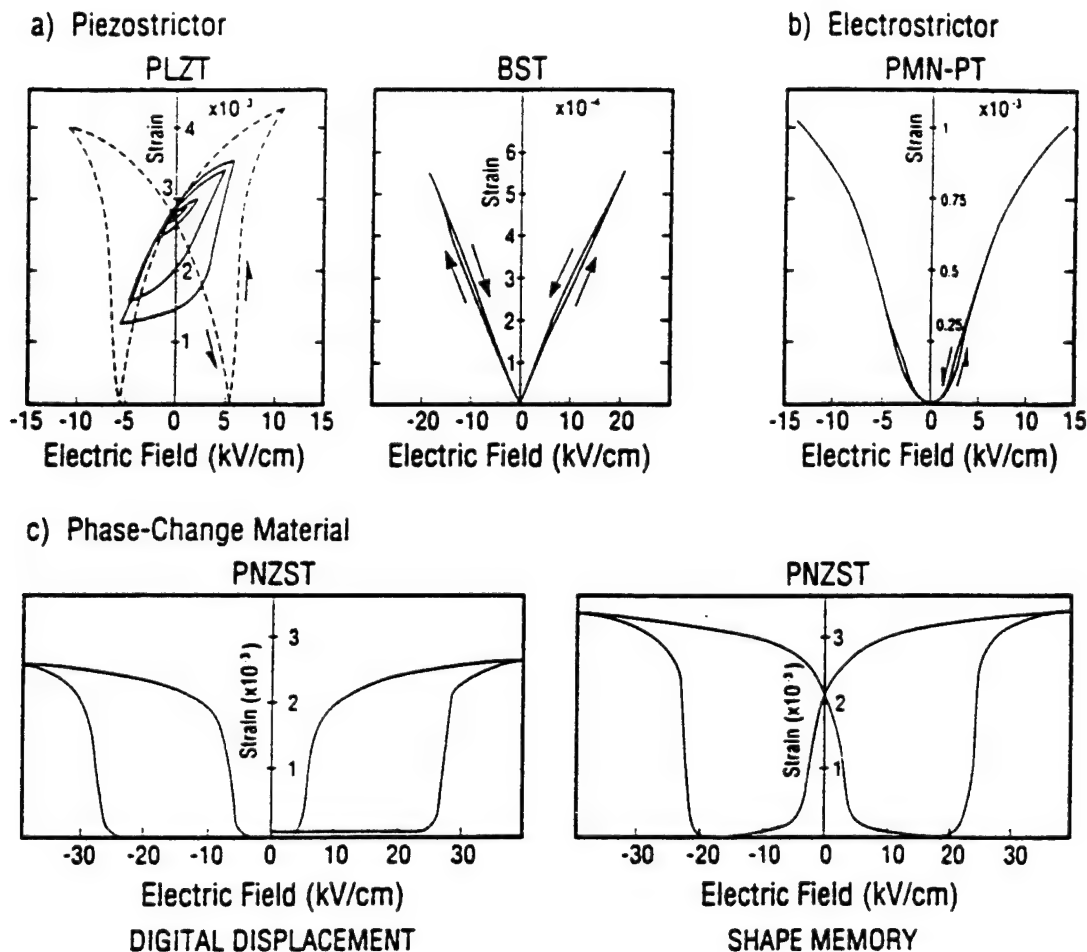 a) Piezostrictor
b) Electrostrictor
PLZT
BST
PMN-PT
x10⁻³
Strain
4
3
2
1
-15 -10 -5 0 5 10 15
Electric Field (kV/cm)
x10⁻⁴
Strain
6
5
4
3
2
1
-20 -10 0 10 20
Electric Field (kV/cm)
x10⁻³
Strain
1
0.75
0.5
0.25
-15 -10 -5 0 5 10 15
Electric Field (kV/cm)
c) Phase-Change Material
PNZST
PNZST
Strain (x10⁻³)
3
2
1
-30 -20 -10 0 10 20 30
Electric Field (kV/cm)
DIGITAL DISPLACEMENT
Strain (x10⁻³)
3
2
1
-30 -20 -10 0 10 20 30
Electric Field (kV/cm)
SHAPE MEMORY